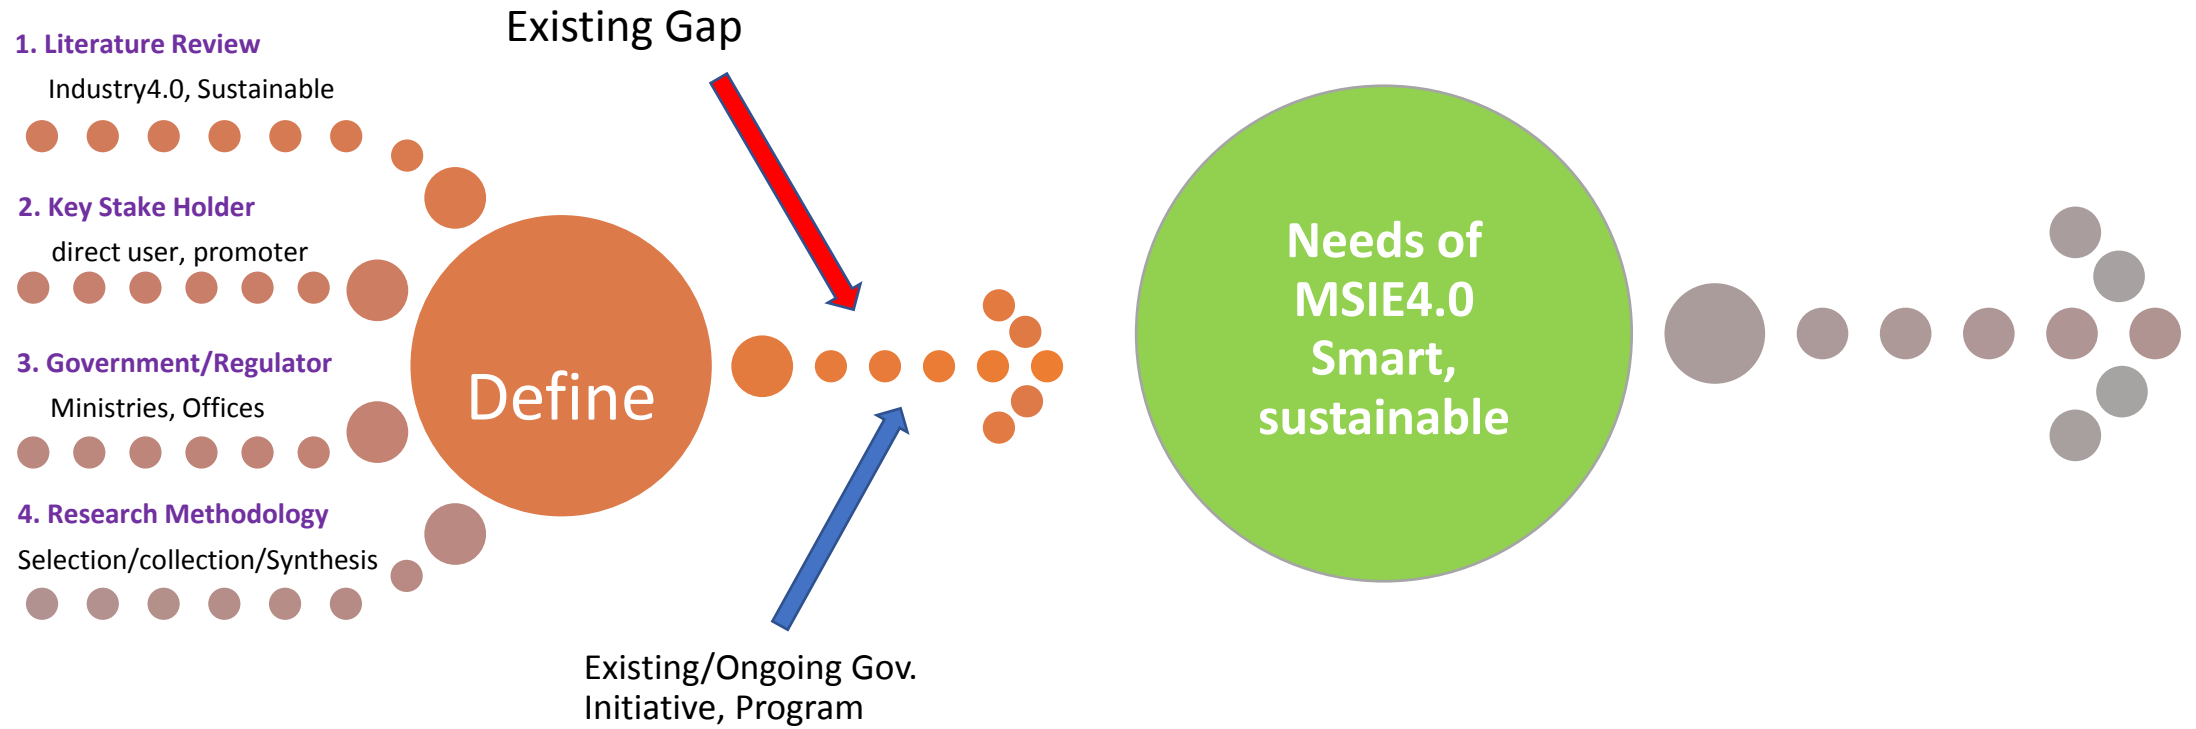 1. Literature Review
Industry4.0, Sustainable
2. Key Stake Holder
direct user, promoter
3. Government/Regulator
Ministries, Offices
4. Research Methodology
Selection/collection/Synthesis
Define
Existing Gap
Existing/Ongoing Gov.
Initiative, Program
Needs of
MSIE4.0
Smart,
sustainable